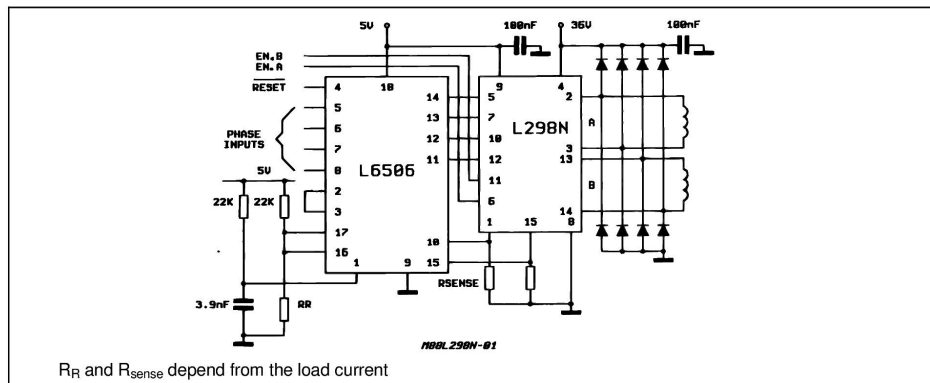 5V
100nF
36V
100nF
EN.B
EN.A
RESET
4
18
9
4
5
14
5
2
6
13
7
L298N
A
PHASE
INPUTS
7
12
10
3
8
L6506
11
12
13
5V
2
11
B
22K
22K
3
6
14
17
1
15
8
16
10
1
9
15
RSENSE
3.9nF
RR
M88L298N-01
RR and Rsense depend from the load current